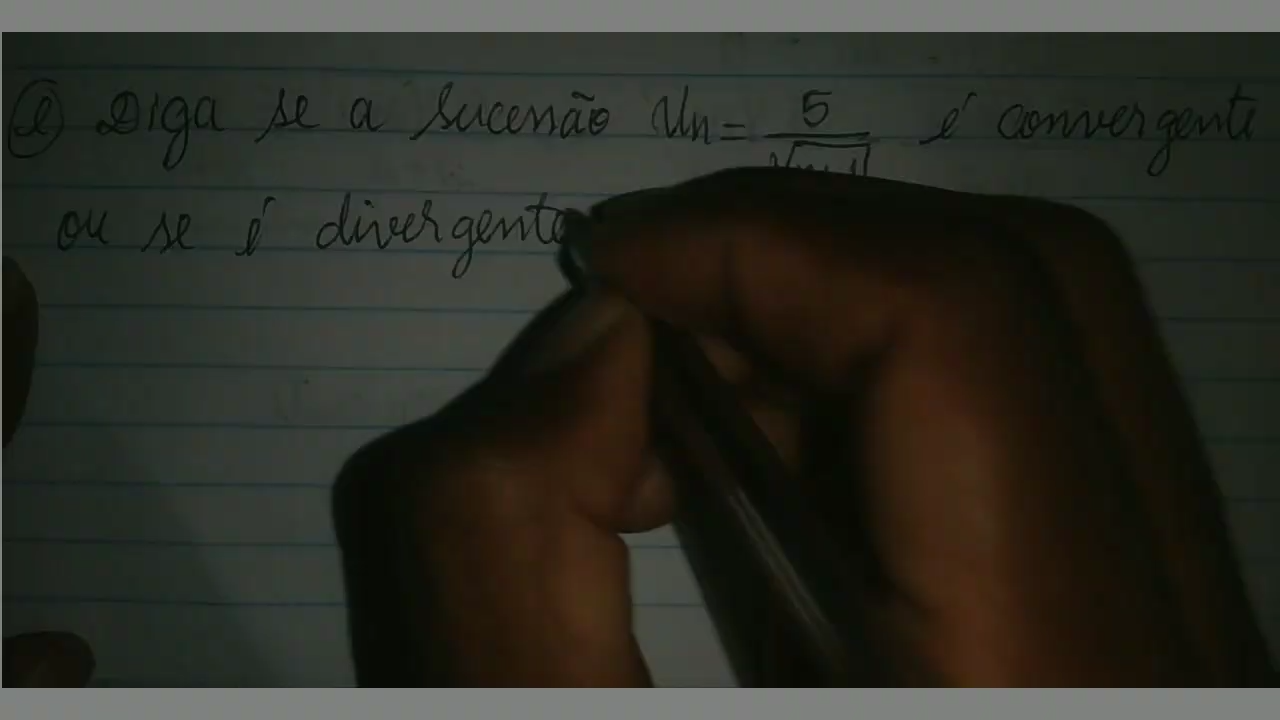 e) Diga se a sucessão Un = 5/ é convergente
ou se é divergente